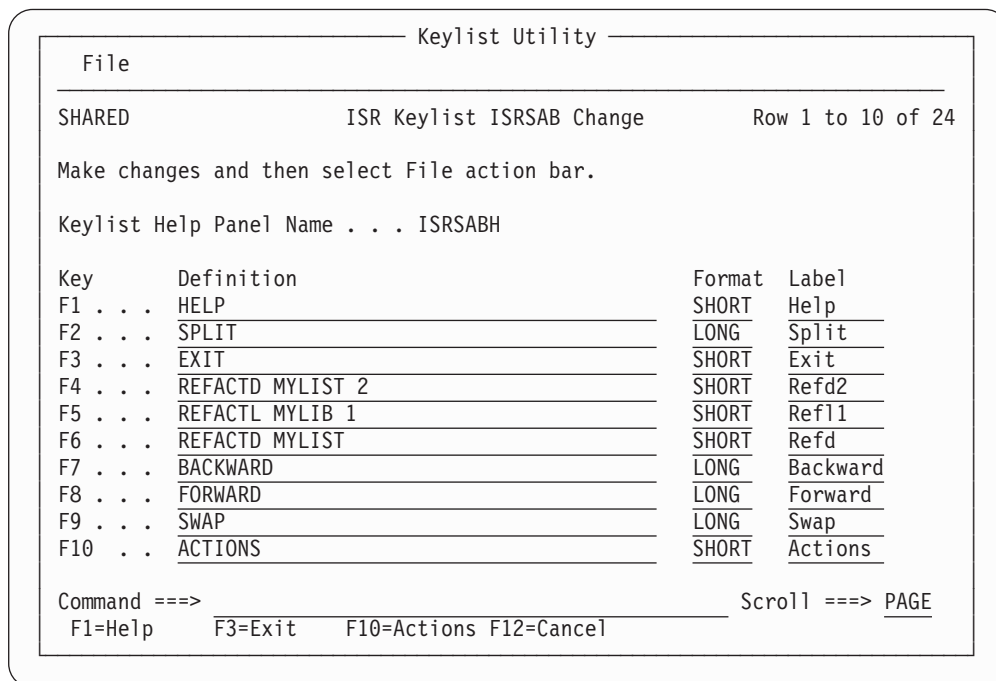 Keylist Utility
File
SHARED ISR Keylist ISRSAB Change Row 1 to 10 of 24
Make changes and then select File action bar.
Keylist Help Panel Name . . . ISRSABH
Key Definition Format Label
F1 . . . HELP SHORT Help
F2 . . . SPLIT LONG Split
F3 . . . EXIT SHORT Exit
F4 . . . REFACTD MYLIST 2 SHORT Refd2
F5 . . . REFACTL MYLIB 1 SHORT Refl1
F6 . . . REFACTD MYLIST SHORT Refd
F7 . . . BACKWARD LONG Backward
F8 . . . FORWARD LONG Forward
F9 . . . SWAP LONG Swap
F10 . . ACTIONS SHORT Actions
Command ===> Scroll ===> PAGE
F1=Help F3=Exit F10=Actions F12=Cancel